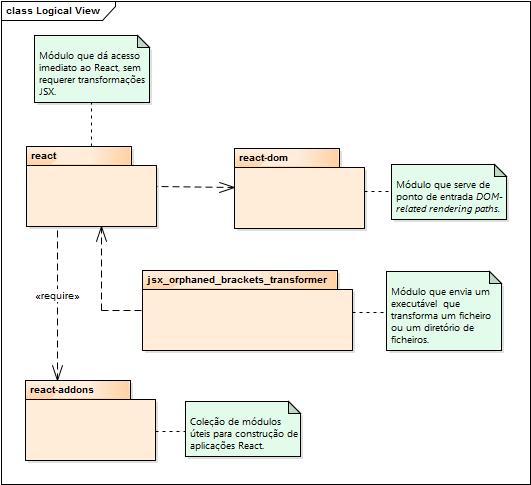 class Logical View
Módulo que dá acesso
imediato ao React, sem
requerer transformações
JSX.
react
react-dom
Módulo que serve de
ponto de entrada DOM-
related rendering paths.
jsx_orphaned_brackets_transformer
Módulo que envia um
executável que
transforma um ficheiro
ou um diretório de
ficheiros.
«require»
react-addons
Coleção de módulos
úteis para construção de
aplicações React.